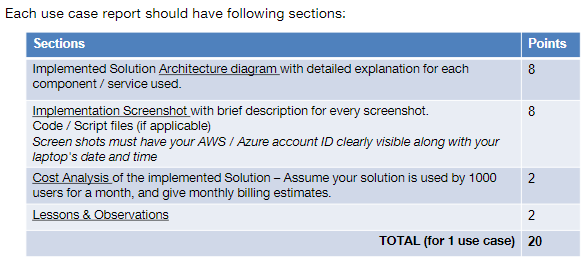 Each use case report should have following sections:
Sections Points
Implemented Solution Architecture diagram with detailed explanation for each 8
component / service used.
Implementation Screenshot with brief description for every screenshot. 8
Code / Script files (if applicable)
Screen shots must have your AWS / Azure account ID clearly visible along with your
laptop's date and time
Cost Analysis of the implemented Solution – Assume your solution is used by 1000 2
users for a month, and give monthly billing estimates.
Lessons & Observations 2
TOTAL (for 1 use case) 20